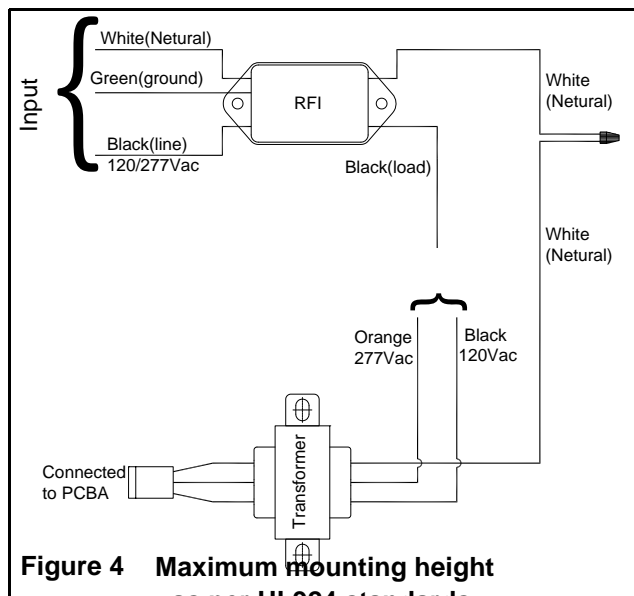 White(Netural)
Green(ground)
Input
RFI
Black(line)
120/277Vac
White
(Netural)
Black(load)
White
(Netural)
Orange
277Vac
Black
120Vac
Transformer
Connected
to PCBA
Figure 4 Maximum mounting height